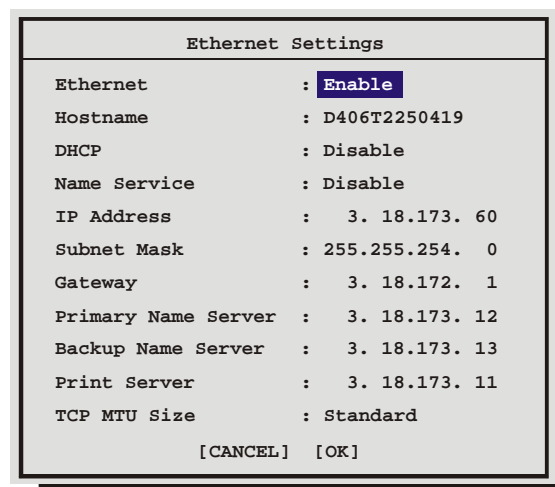 Ethernet Settings
Ethernet : Enable
Hostname : D406T2250419
DHCP : Disable
Name Service : Disable
IP Address : 3. 18.173. 60
Subnet Mask : 255.255.254. 0
Gateway : 3. 18.172. 1
Primary Name Server : 3. 18.173. 12
Backup Name Server : 3. 18.173. 13
Print Server : 3. 18.173. 11
TCP MTU Size : Standard
[CANCEL] [OK]